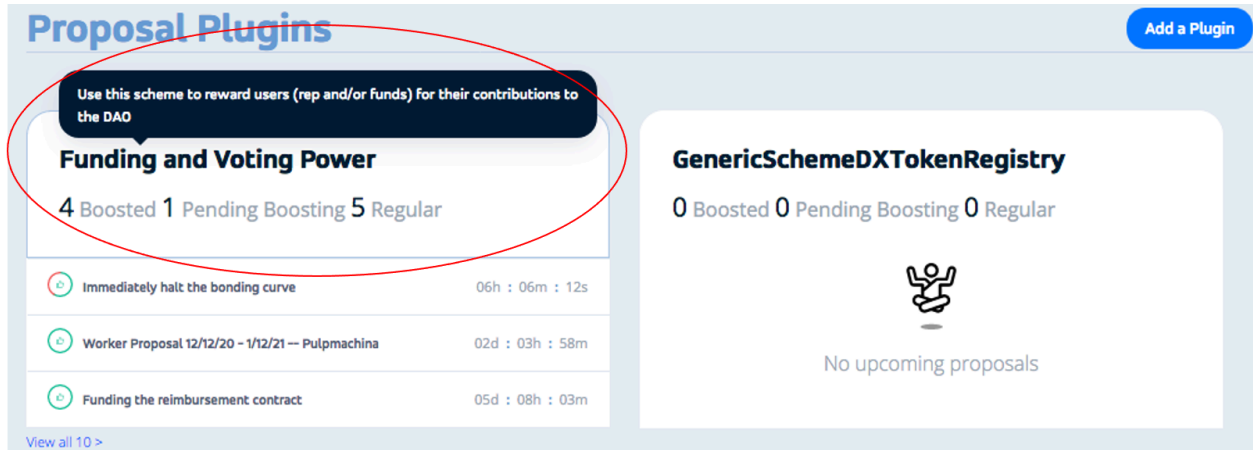 Proposal Plugins
Add a Plugin
Use this scheme to reward users (rep and/or funds) for their contributions to
the DAO
Funding and Voting Power
4 Boosted 1 Pending Boosting 5 Regular
Immediately halt the bonding curve
06h : 06m : 12s
Worker Proposal 12/12/20 - 1/12/21 -- Pulpmachina
02d : 03h : 58m
Funding the reimbursement contract
05d : 08h : 03m
View all 10 >
GenericSchemeDXTokenRegistry
0 Boosted 0 Pending Boosting 0 Regular
No upcoming proposals